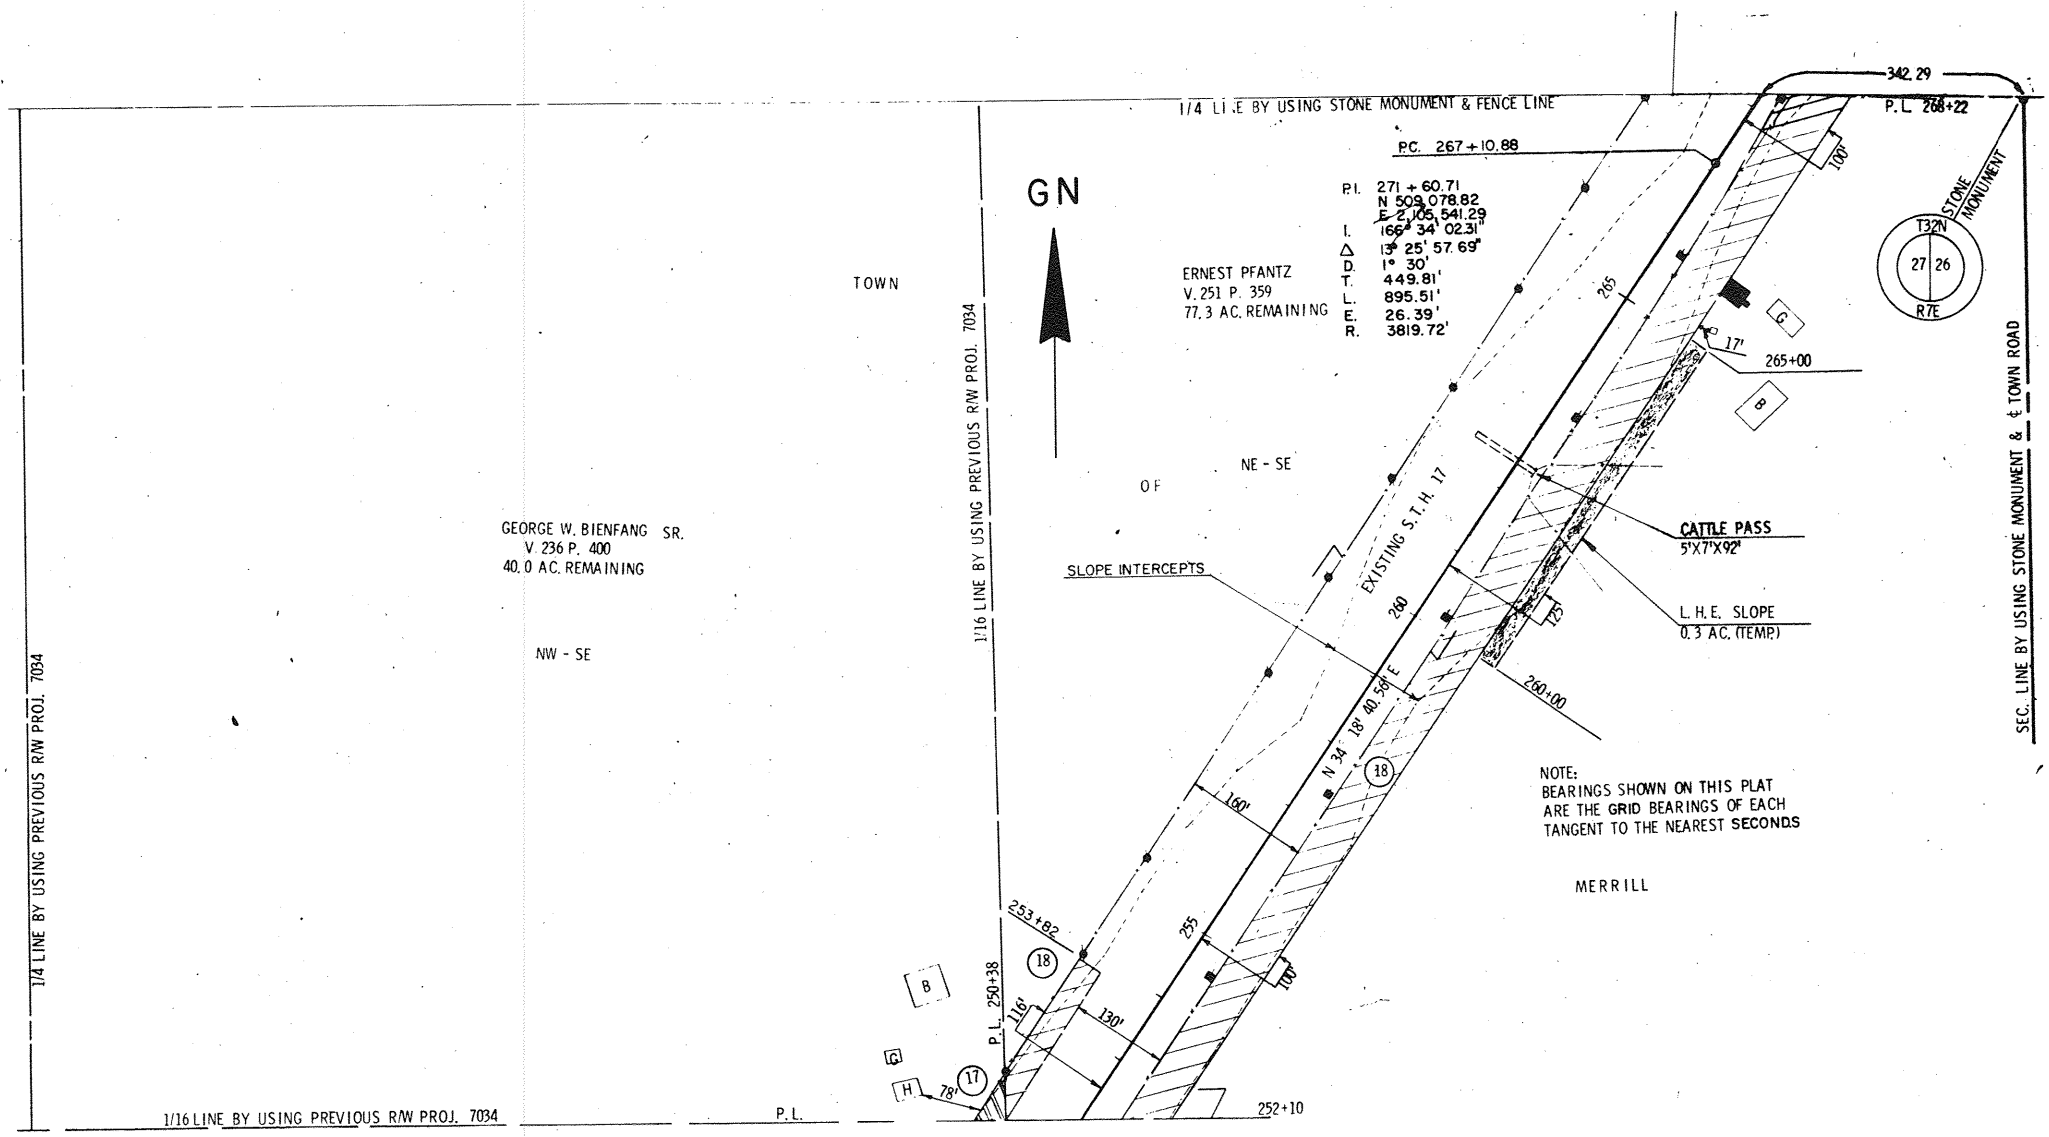 342.29
1/4 LINE BY USING STONE MONUMENT & FENCE LINE
P.L. 268+22
P.C. 267+10.88
100'
STONE
MONUMENT
GN
P.I. 271+60.71
N 509,078.82
E 2,105,541.29
I. 166° 34' 02.31"
Δ 13° 25' 57.69"
D. 1° 30'
T. 449.81'
L. 895.51'
E. 26.39'
R. 3819.72'
T32N
27 26
R7E
TOWN
ERNEST PFANTZ
V. 251 P. 359
77.3 AC. REMAINING
265
G
17'
265+00
B
1/16 LINE BY USING PREVIOUS R/W PROJ. 7034
SEC. LINE BY USING STONE MONUMENT & ℄ TOWN ROAD
NE - SE
OF
EXISTING S.T.H. 17
GEORGE W. BIENFANG SR.
V. 236 P. 400
40.0 AC. REMAINING
CATTLE PASS
5'X7'X92'
SLOPE INTERCEPTS
260
125'
L.H.E. SLOPE
0.3 AC. (TEMP.)
NW - SE
260+00
N 34° 18' 40.56" E
18
1/4 LINE BY USING PREVIOUS R/W PROJ. 7034
NOTE:
BEARINGS SHOWN ON THIS PLAT
ARE THE GRID BEARINGS OF EACH
TANGENT TO THE NEAREST SECONDS
160'
MERRILL
253+82
255
18
B
P.L. 250+38
100'
116'
130'
G
H
78'
17
1/16 LINE BY USING PREVIOUS R/W PROJ. 7034
P.L.
252+10